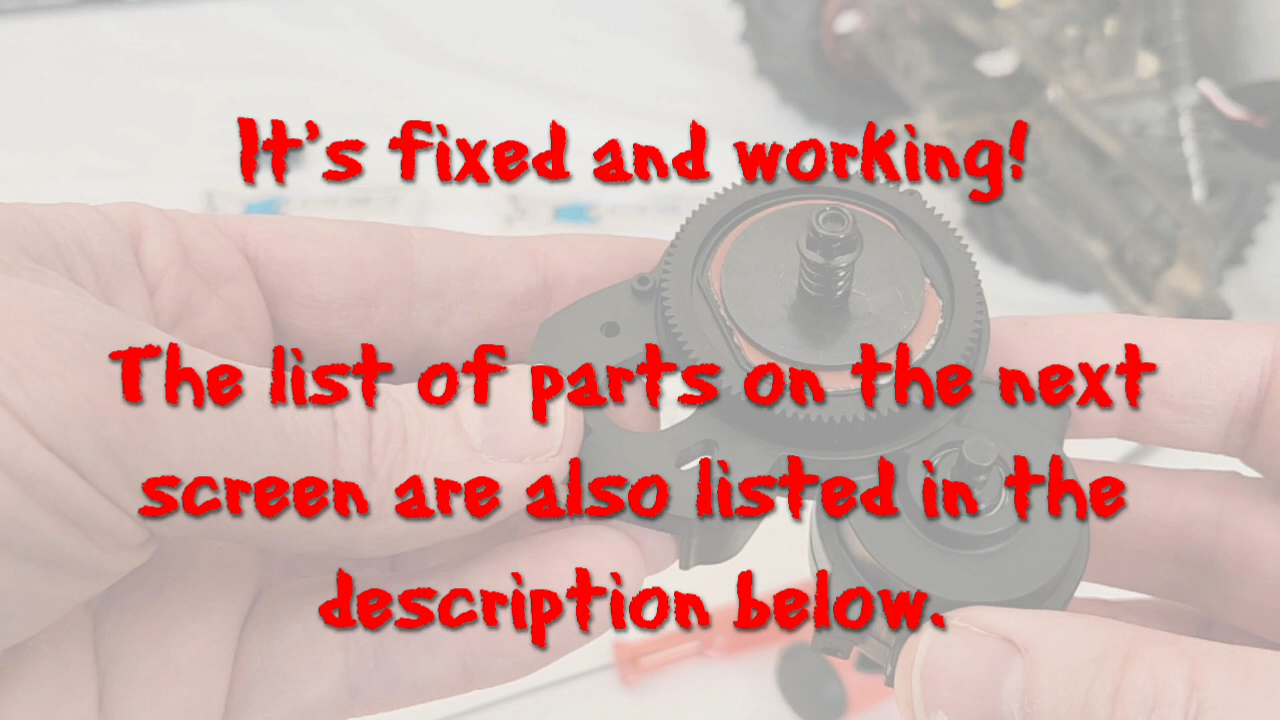 It's fixed and working!
The list of parts on the next
screen are also listed in the
description below.